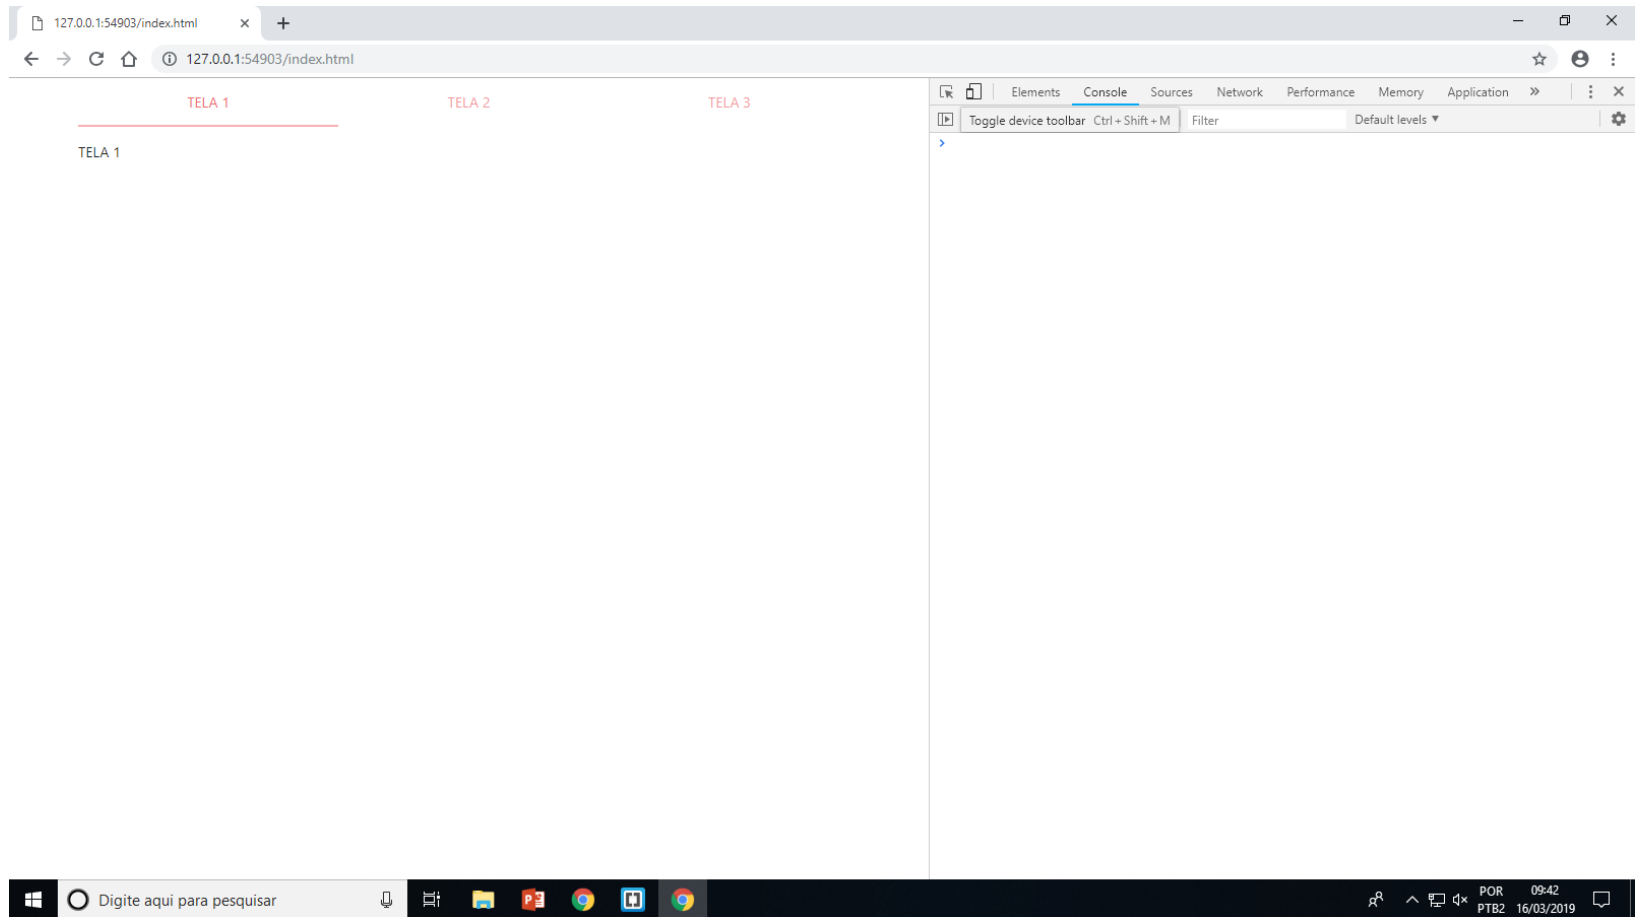 127.0.0.1:54903/index.html
127.0.0.1:54903/index.html
TELA 1 TELA 2 TELA 3
TELA 1
Elements Console Sources Network Performance Memory Application »
Toggle device toolbar Ctrl + Shift + M Filter Default levels ▼
Digite aqui para pesquisar
POR 09:42
PTB2 16/03/2019